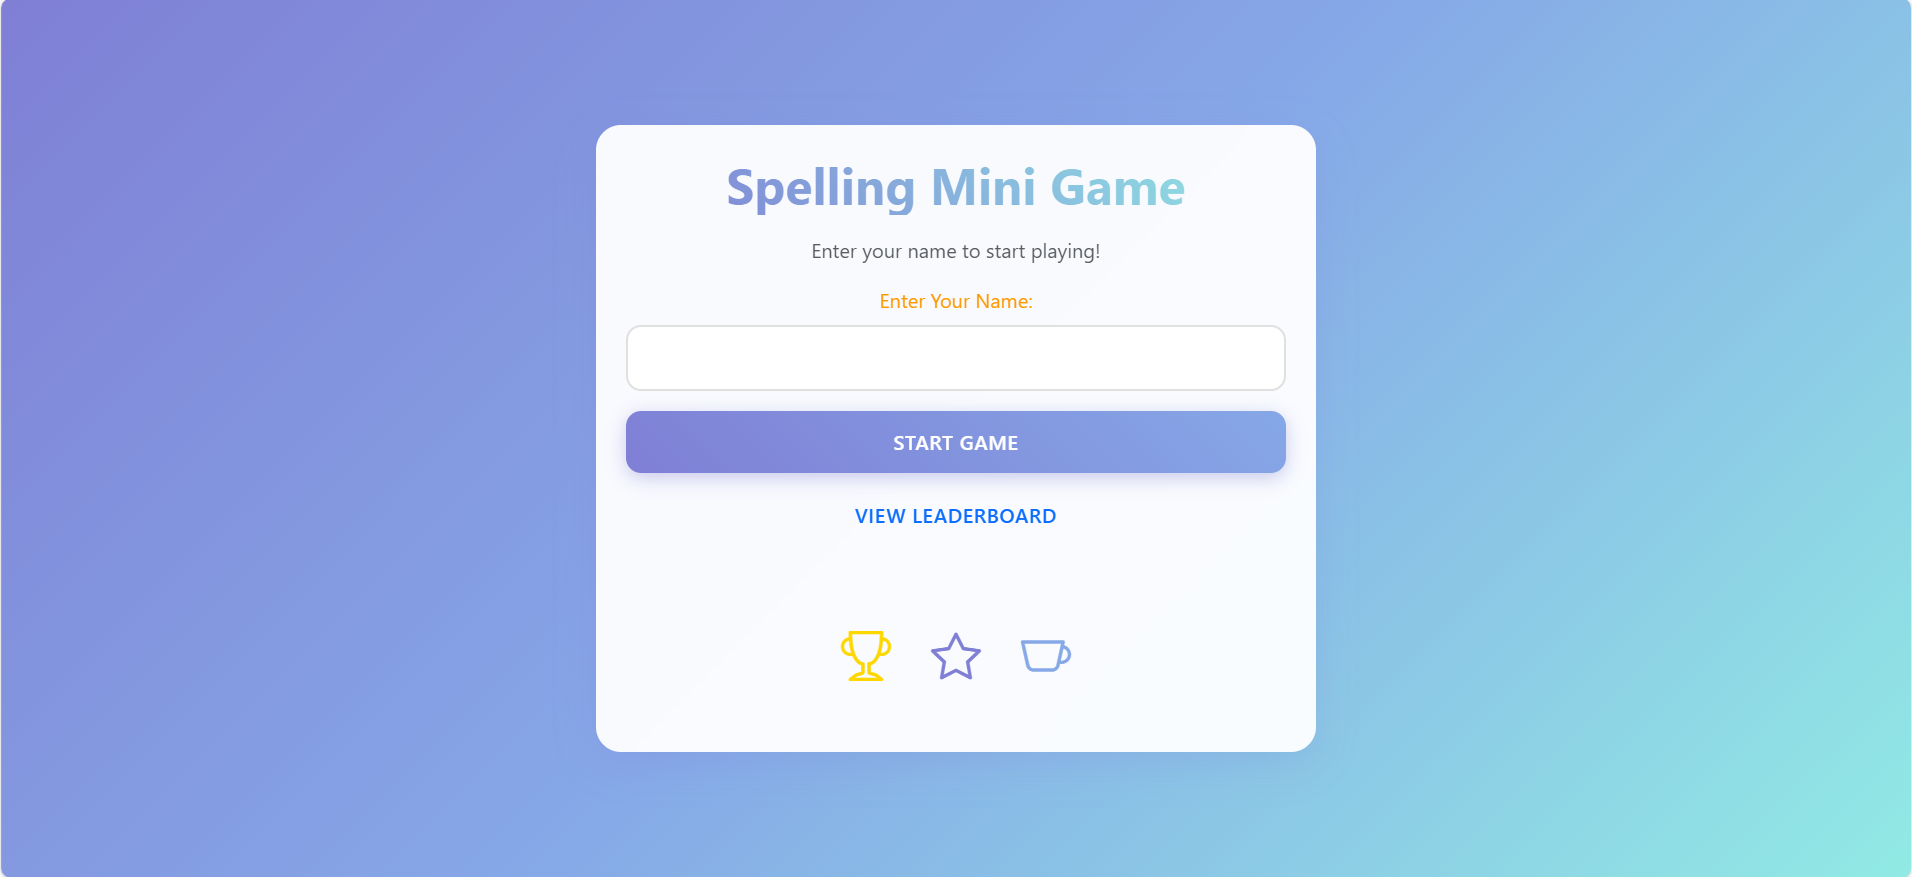 Spelling Mini Game
Enter your name to start playing!
Enter Your Name:
START GAME
VIEW LEADERBOARD